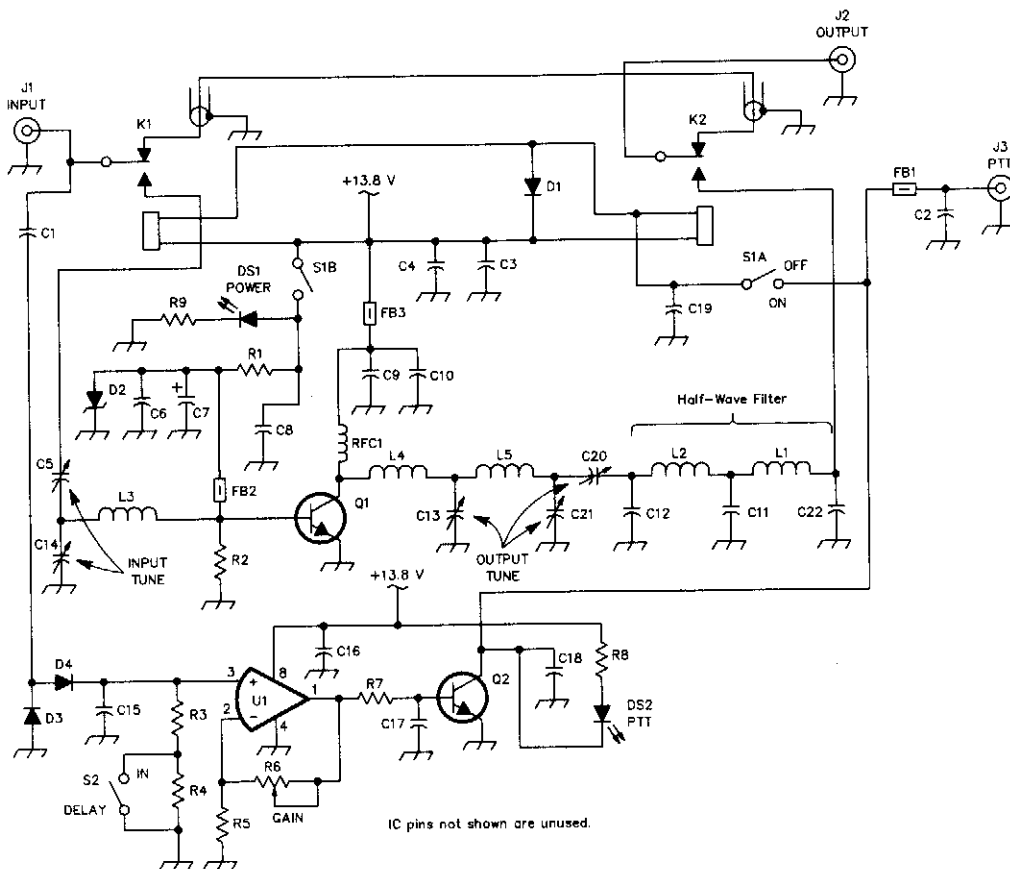 J2
OUTPUT
J1
INPUT
K1
K2
J3
PTT
FB1
+13.8 V
D1
C2
C1
S1B
C4
C3
S1A
OFF
ON
DS1
POWER
R9
FB3
C19
R1
D2
C6
+
C7
C9
C10
C8
Half-Wave Filter
RFC1
C5
L4
L5
C20
L2
L1
L3
FB2
Q1
C13
C21
C12
C11
C22
C14
INPUT
TUNE
R2
OUTPUT
TUNE
+13.8 V
C16
D4
3
+
8
U1
1
R7
Q2
C18
R8
D3
C15
R3
2
−
4
C17
DS2
PTT
S2
IN
R4
R6
DELAY
GAIN
R5
IC pins not shown are unused.